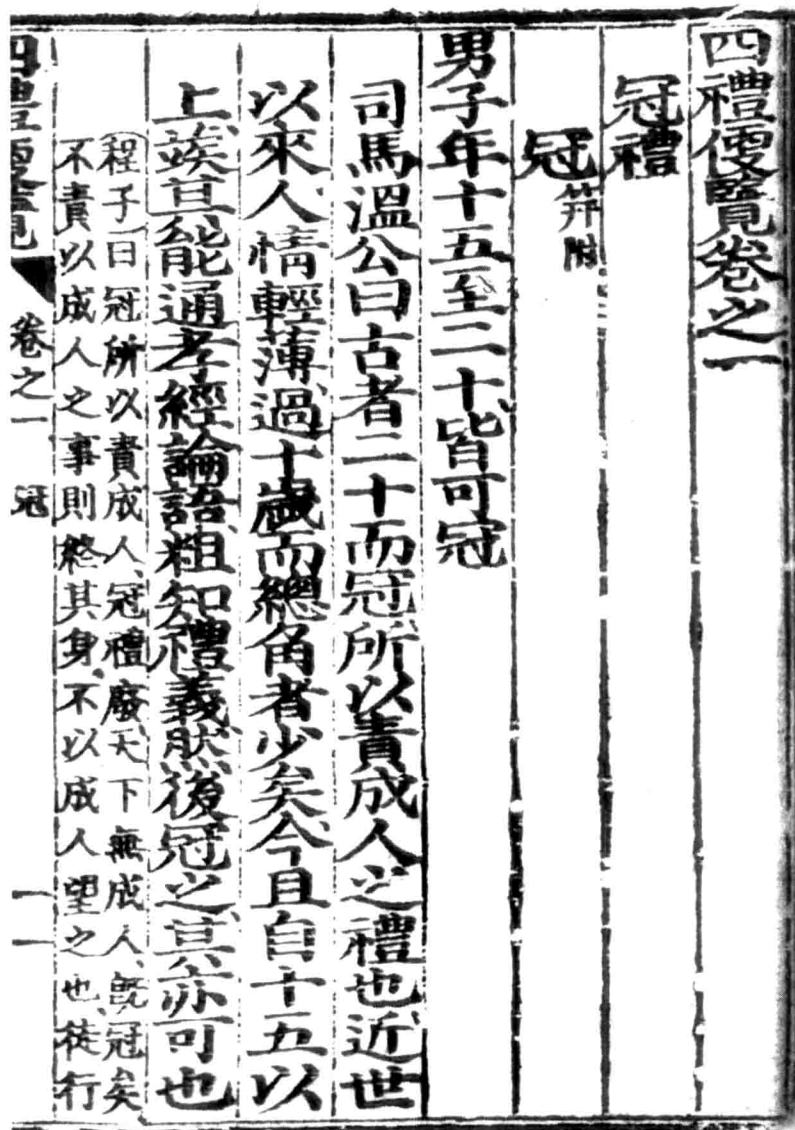 四禮便覽卷之一
冠禮
冠 笄附
男子年十五至二十皆可冠
司馬溫公曰古者二十而冠所以責成人之禮也近世
以來人情輕薄過十歲而總角者少矣今且自十五以
上竢其能通孝經論語粗知禮義然後冠之其亦可也
程子曰冠所以責成人、冠禮廢、天下無成人、旣冠矣
不責以成人之事則終其身、不以成人望之也、徒行
四禮便覽 卷之一 冠 一